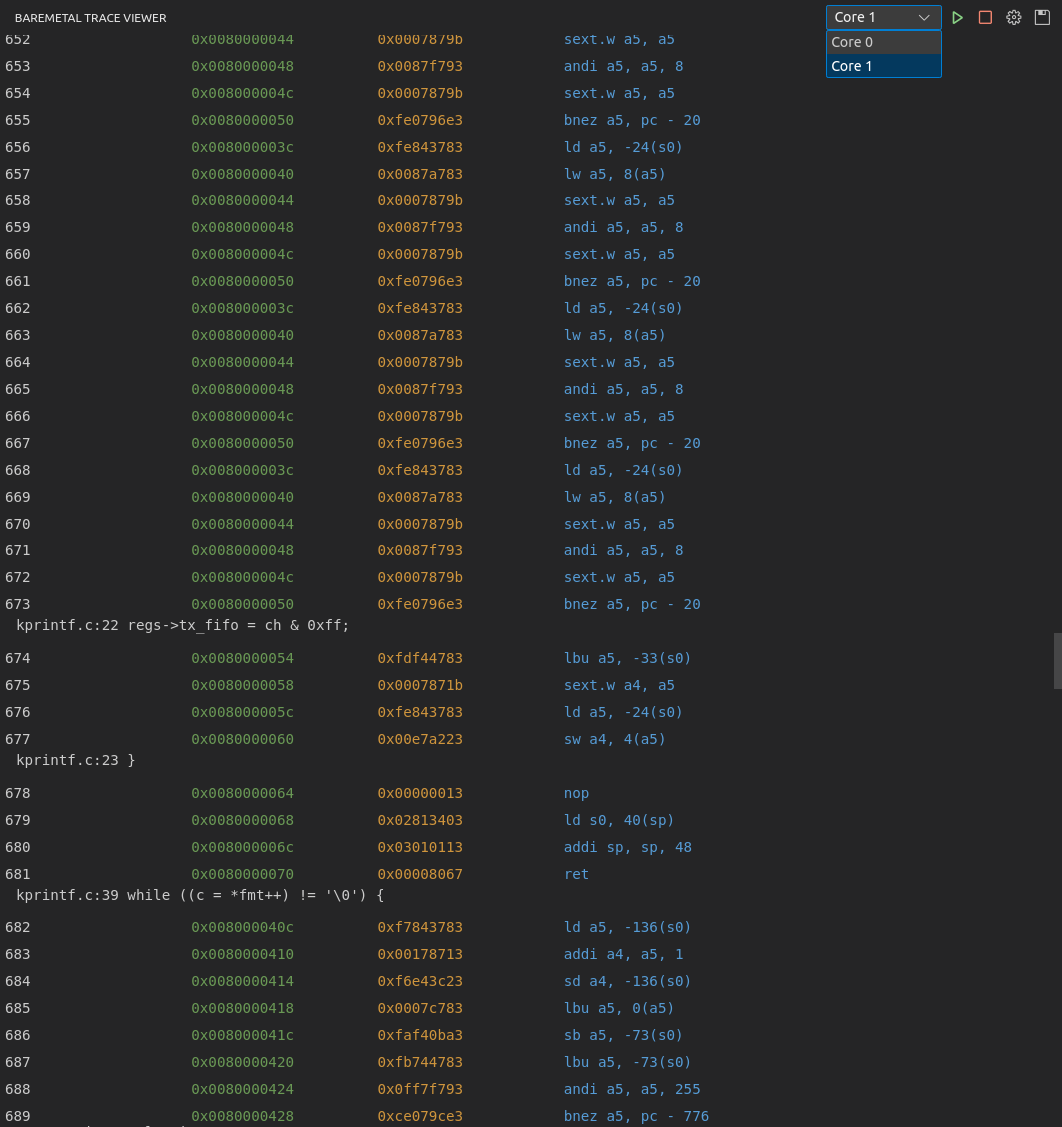 BAREMETAL TRACE VIEWER Core 1
Core 0
Core 1
652 0x0080000044 0x0007879b sext.w a5, a5
653 0x0080000048 0x0087f793 andi a5, a5, 8
654 0x008000004c 0x0007879b sext.w a5, a5
655 0x0080000050 0xfe0796e3 bnez a5, pc - 20
656 0x008000003c 0xfe843783 ld a5, -24(s0)
657 0x0080000040 0x0087a783 lw a5, 8(a5)
658 0x0080000044 0x0007879b sext.w a5, a5
659 0x0080000048 0x0087f793 andi a5, a5, 8
660 0x008000004c 0x0007879b sext.w a5, a5
661 0x0080000050 0xfe0796e3 bnez a5, pc - 20
662 0x008000003c 0xfe843783 ld a5, -24(s0)
663 0x0080000040 0x0087a783 lw a5, 8(a5)
664 0x0080000044 0x0007879b sext.w a5, a5
665 0x0080000048 0x0087f793 andi a5, a5, 8
666 0x008000004c 0x0007879b sext.w a5, a5
667 0x0080000050 0xfe0796e3 bnez a5, pc - 20
668 0x008000003c 0xfe843783 ld a5, -24(s0)
669 0x0080000040 0x0087a783 lw a5, 8(a5)
670 0x0080000044 0x0007879b sext.w a5, a5
671 0x0080000048 0x0087f793 andi a5, a5, 8
672 0x008000004c 0x0007879b sext.w a5, a5
673 0x0080000050 0xfe0796e3 bnez a5, pc - 20
kprintf.c:22 regs->tx_fifo = ch & 0xff;
674 0x0080000054 0xfdf44783 lbu a5, -33(s0)
675 0x0080000058 0x0007871b sext.w a4, a5
676 0x008000005c 0xfe843783 ld a5, -24(s0)
677 0x0080000060 0x00e7a223 sw a4, 4(a5)
kprintf.c:23 }
678 0x0080000064 0x00000013 nop
679 0x0080000068 0x02813403 ld s0, 40(sp)
680 0x008000006c 0x03010113 addi sp, sp, 48
681 0x0080000070 0x00008067 ret
kprintf.c:39 while ((c = *fmt++) != '\0') {
682 0x008000040c 0xf7843783 ld a5, -136(s0)
683 0x0080000410 0x00178713 addi a4, a5, 1
684 0x0080000414 0xf6e43c23 sd a4, -136(s0)
685 0x0080000418 0x0007c783 lbu a5, 0(a5)
686 0x008000041c 0xfaf40ba3 sb a5, -73(s0)
687 0x0080000420 0xfb744783 lbu a5, -73(s0)
688 0x0080000424 0x0ff7f793 andi a5, a5, 255
689 0x0080000428 0xce079ce3 bnez a5, pc - 776